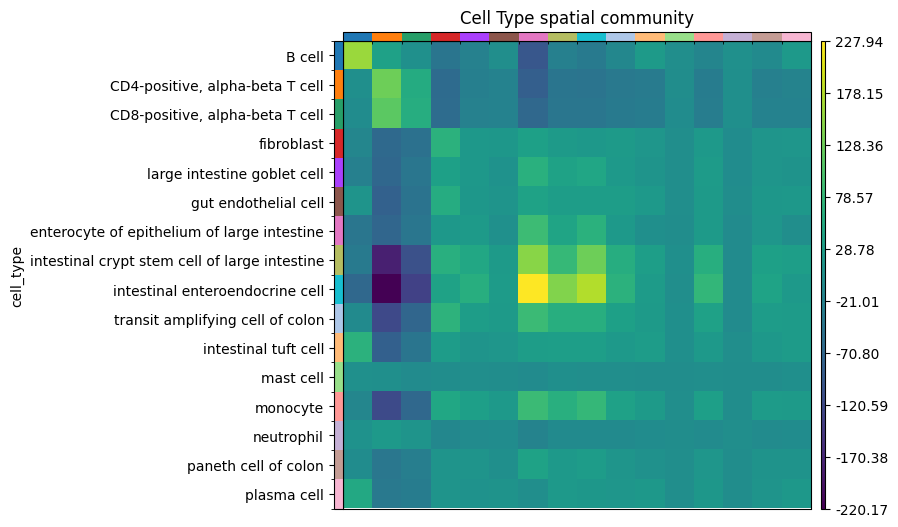 Cell Type spatial community
B cell
CD4-positive, alpha-beta T cell
CD8-positive, alpha-beta T cell
fibroblast
large intestine goblet cell
gut endothelial cell
enterocyte of epithelium of large intestine
intestinal crypt stem cell of large intestine
intestinal enteroendocrine cell
transit amplifying cell of colon
intestinal tuft cell
mast cell
monocyte
neutrophil
paneth cell of colon
plasma cell
cell_type
227.94
178.15
128.36
78.57
28.78
-21.01
-70.80
-120.59
-170.38
-220.17